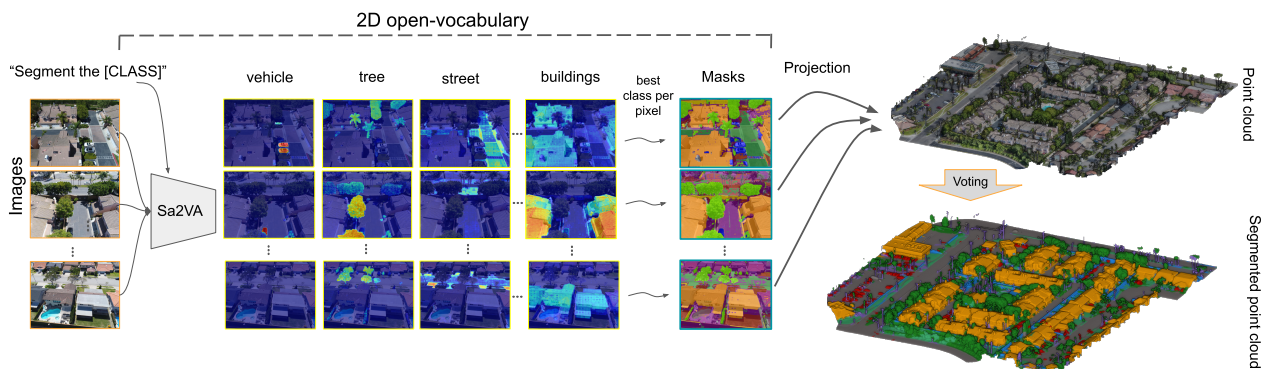 2D open-vocabulary
“Segment the [CLASS]”
vehicle
tree
street
buildings
best
class per
pixel
Masks
Projection
Images
Sa2VA
Point cloud
Voting
Segmented point cloud